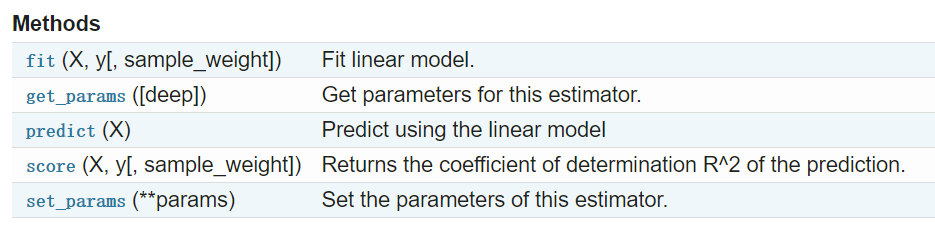 Methods
fit (X, y[, sample_weight]) Fit linear model.
get_params ([deep]) Get parameters for this estimator.
predict (X) Predict using the linear model
score (X, y[, sample_weight]) Returns the coefficient of determination R^2 of the prediction.
set_params (**params) Set the parameters of this estimator.